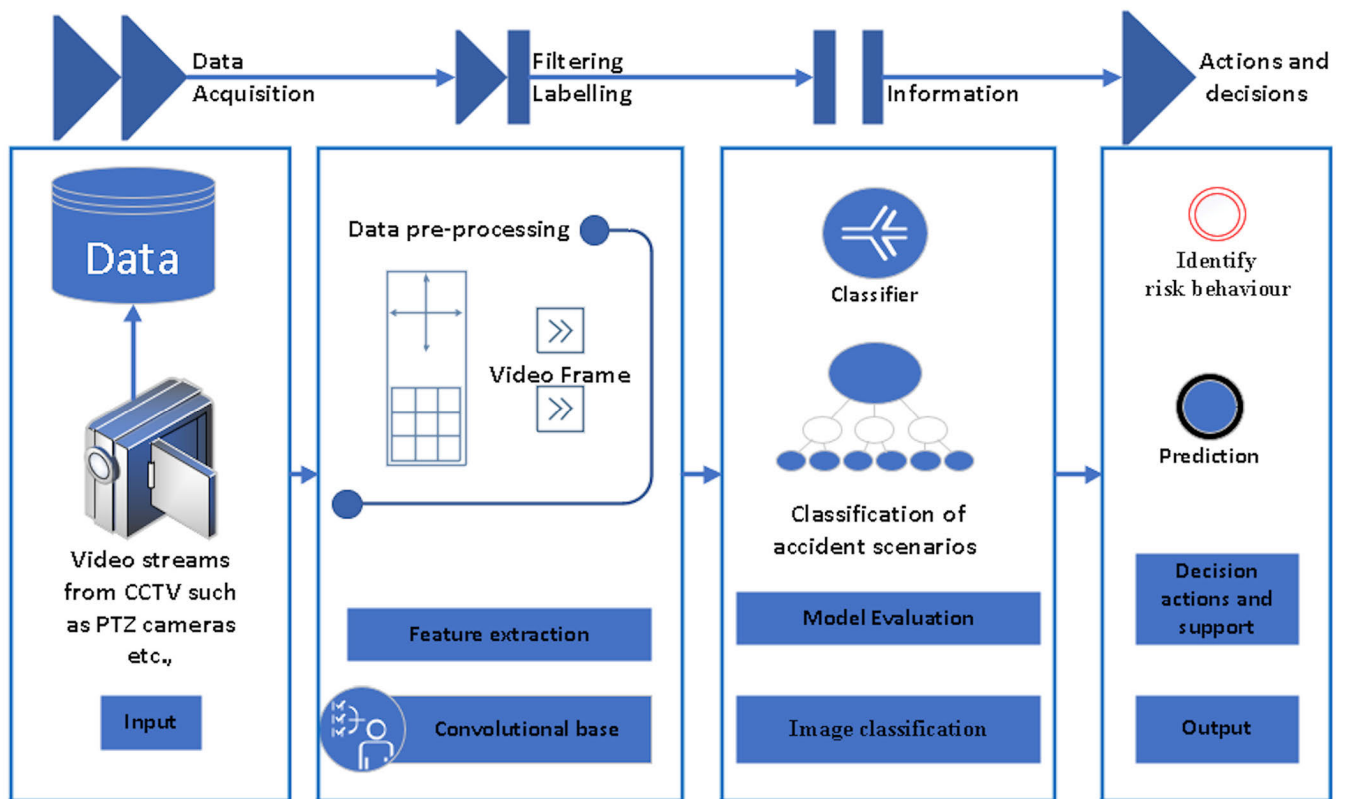 Data
Acquisition
Filtering
Labelling
Information
Actions and
decisions
Data
Video streams
from CCTV such
as PTZ cameras
etc.,
Input
Data pre-processing
Video Frame
Feature extraction
Convolutional base
Classifier
Classification of
accident scenarios
Model Evaluation
Image classification
Identify
risk behaviour
Prediction
Decision
actions and
support
Output